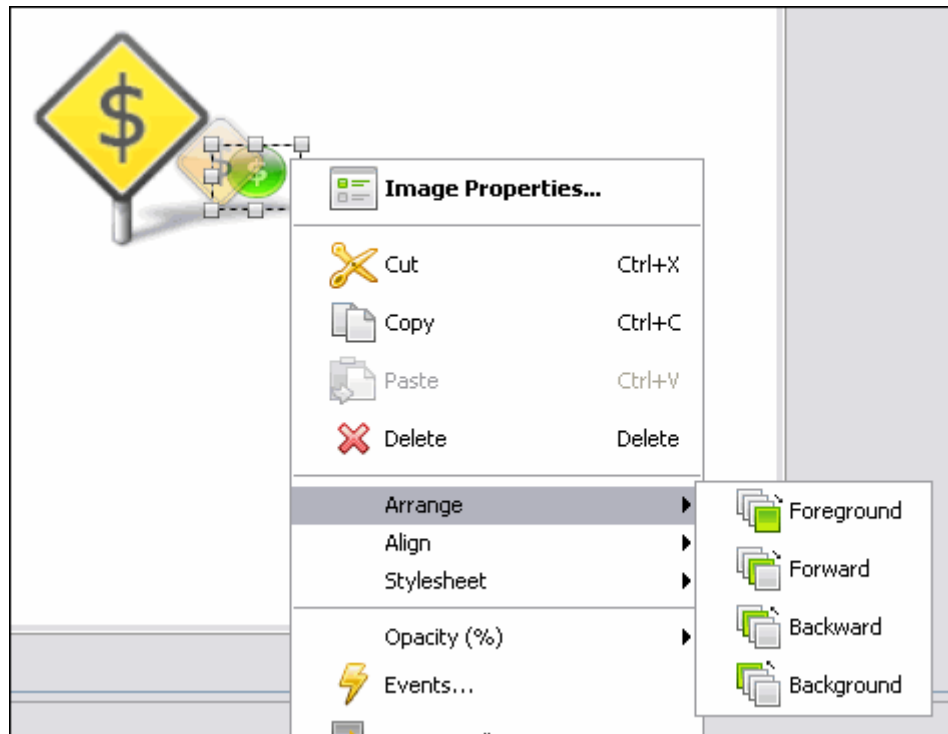 $
$
$
Image Properties...
Cut Ctrl+X
Copy Ctrl+C
Paste Ctrl+V
Delete Delete
Arrange
Align
Stylesheet
Opacity (%)
Events...
Foreground
Forward
Backward
Background